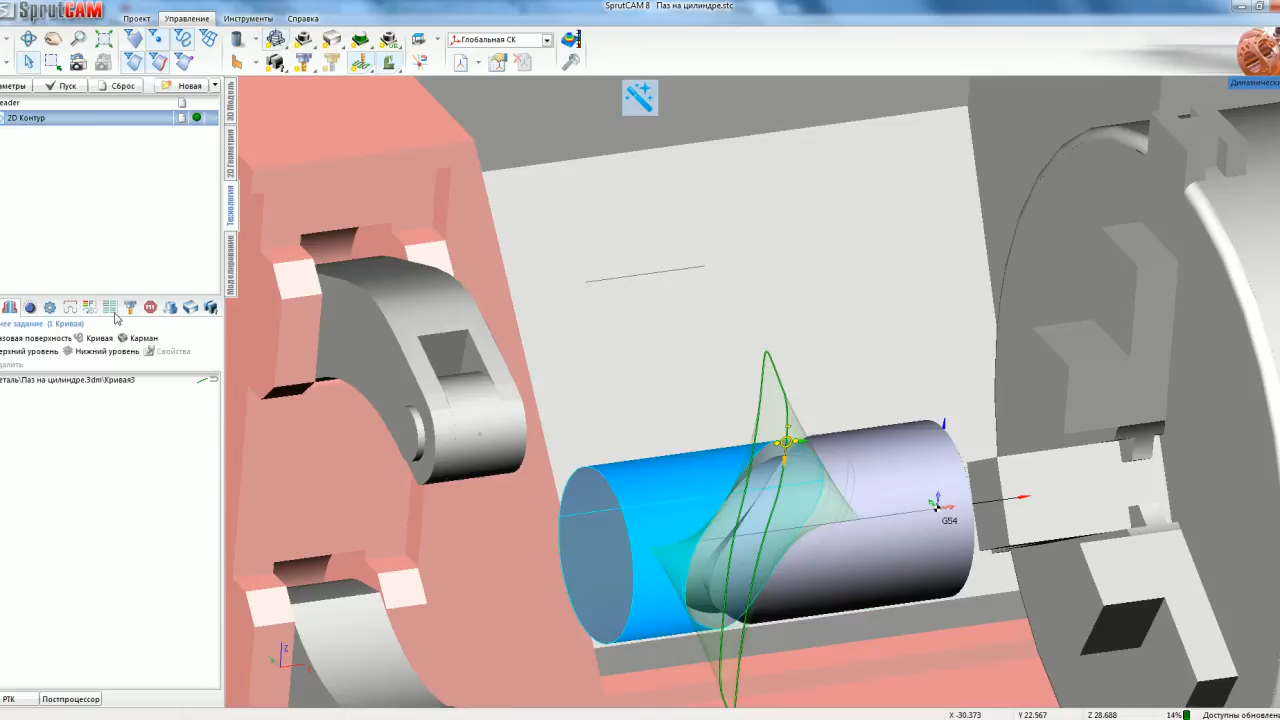 SprutCAM
SprutCAM 8 Паз на цилиндре.stc
Проект Управление Инструменты Справка
Глобальная СК
аметры Пуск Сброс Новая
eader
2D Контур
3D Модель
2D Геометрия
Технология
Моделирование
Динамически
чее задание (1 Кривая)
азовая поверхность Кривая Карман
ерхний уровень Нижний уровень Свойства
далить
еталь\Паз на цилиндре.3dm\Кривая3
G54
Z
РТК Постпроцессор
X -30.373 Y 22.567 Z 28.688 14% Доступны обновлен